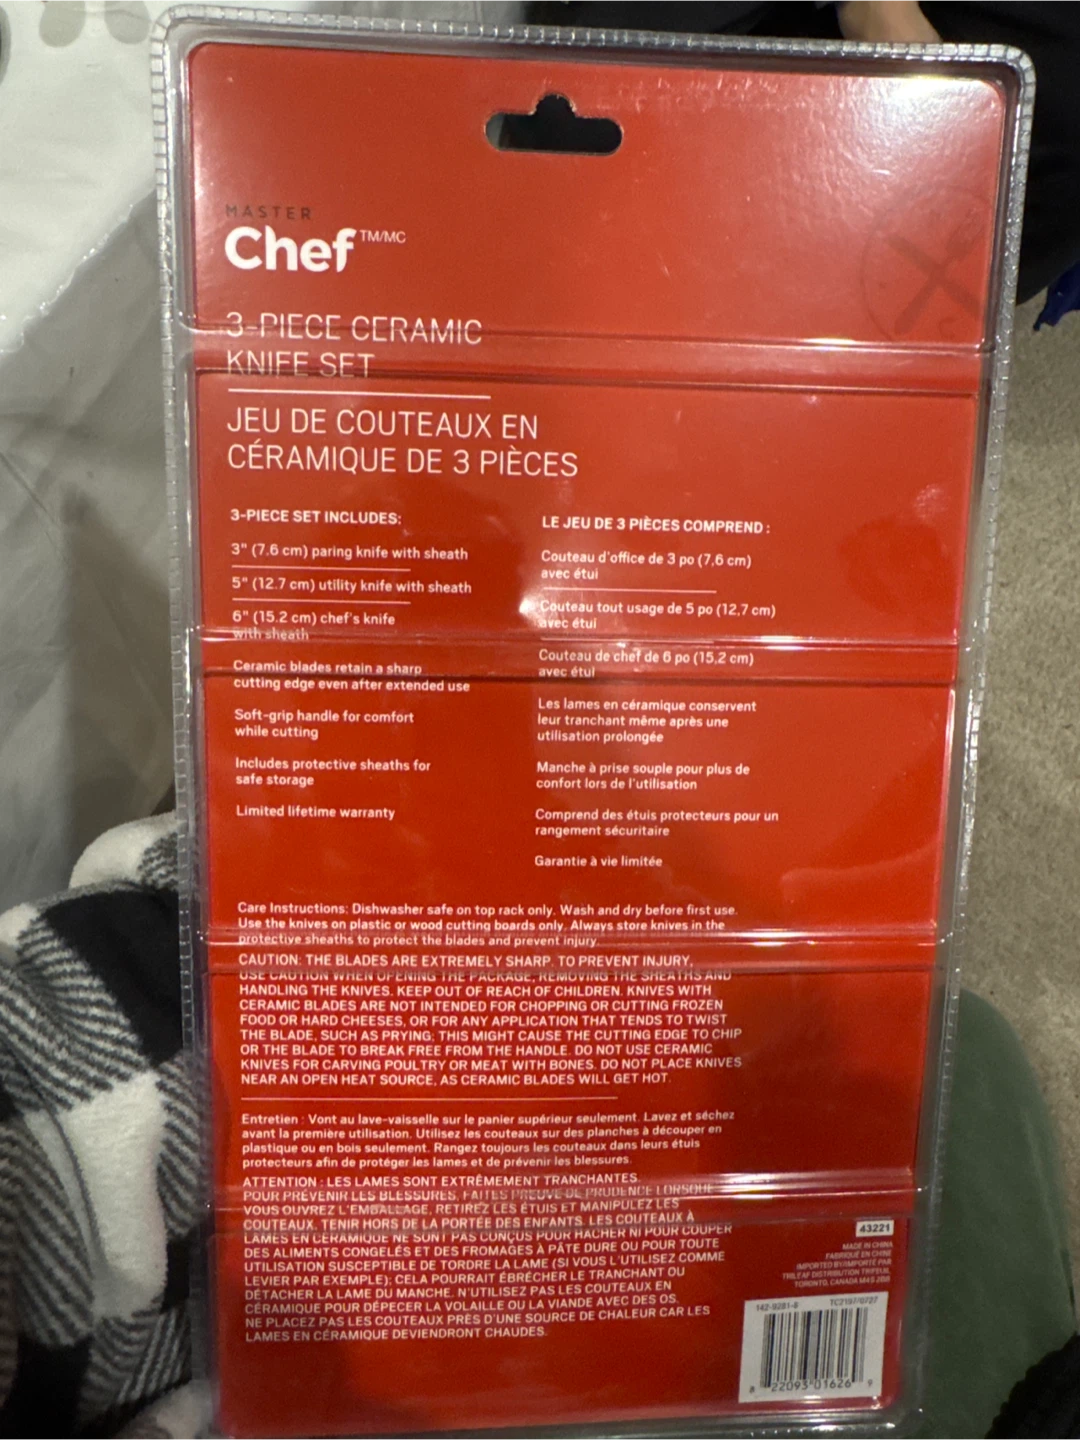 MASTER
Chef TM/MC
3-PIECE CERAMIC
KNIFE SET
JEU DE COUTEAUX EN
CÉRAMIQUE DE 3 PIÈCES
3-PIECE SET INCLUDES:
3" (7.6 cm) paring knife with sheath
5" (12.7 cm) utility knife with sheath
6" (15.2 cm) chef's knife
with sheath
Ceramic blades retain a sharp
cutting edge even after extended use
Soft-grip handle for comfort
while cutting
Includes protective sheaths for
safe storage
Limited lifetime warranty
LE JEU DE 3 PIÈCES COMPREND :
Couteau d'office de 3 po (7,6 cm)
avec étui
Couteau tout usage de 5 po (12,7 cm)
avec étui
Couteau de chef de 6 po (15,2 cm)
avec étui
Les lames en céramique conservent
leur tranchant même après une
utilisation prolongée
Manche à prise souple pour plus de
confort lors de l'utilisation
Comprend des étuis protecteurs pour un
rangement sécuritaire
Garantie à vie limitée
Care Instructions: Dishwasher safe on top rack only. Wash and dry before first use.
Use the knives on plastic or wood cutting boards only. Always store knives in the
protective sheaths to protect the blades and prevent injury.
CAUTION: THE BLADES ARE EXTREMELY SHARP. TO PREVENT INJURY,
USE CAUTION WHEN OPENING THE PACKAGE, REMOVING THE SHEATHS AND
HANDLING THE KNIVES. KEEP OUT OF REACH OF CHILDREN. KNIVES WITH
CERAMIC BLADES ARE NOT INTENDED FOR CHOPPING OR CUTTING FROZEN
FOOD OR HARD CHEESES, OR FOR ANY APPLICATION THAT TENDS TO TWIST
THE BLADE, SUCH AS PRYING; THIS MIGHT CAUSE THE CUTTING EDGE TO CHIP
OR THE BLADE TO BREAK FREE FROM THE HANDLE. DO NOT USE CERAMIC
KNIVES FOR CARVING POULTRY OR MEAT WITH BONES. DO NOT PLACE KNIVES
NEAR AN OPEN HEAT SOURCE, AS CERAMIC BLADES WILL GET HOT.
Entretien : Vont au lave-vaisselle sur le panier supérieur seulement. Lavez et séchez
avant la première utilisation. Utilisez les couteaux sur des planches à découper en
plastique ou en bois seulement. Rangez toujours les couteaux dans leurs étuis
protecteurs afin de protéger les lames et de prévenir les blessures.
ATTENTION : LES LAMES SONT EXTRÊMEMENT TRANCHANTES.
POUR PRÉVENIR LES BLESSURES, FAITES PREUVE DE PRUDENCE LORSQUE
VOUS OUVREZ L'EMBALLAGE, RETIREZ LES ÉTUIS ET MANIPULEZ LES
COUTEAUX. TENIR HORS DE LA PORTÉE DES ENFANTS. LES COUTEAUX À
LAMES EN CÉRAMIQUE NE SONT PAS CONÇUS POUR HACHER NI POUR COUPER
DES ALIMENTS CONGELÉS ET DES FROMAGES À PÂTE DURE OU POUR TOUTE
UTILISATION SUSCEPTIBLE DE TORDRE LA LAME (SI VOUS L'UTILISEZ COMME
LEVIER PAR EXEMPLE); CELA POURRAIT ÉBRÉCHER LE TRANCHANT OU
DÉTACHER LA LAME DU MANCHE. N'UTILISEZ PAS LES COUTEAUX EN
CÉRAMIQUE POUR DÉPECER LA VOLAILLE OU LA VIANDE AVEC DES OS.
NE PLACEZ PAS LES COUTEAUX PRÈS D'UNE SOURCE DE CHALEUR CAR LES
LAMES EN CÉRAMIQUE DEVIENDRONT CHAUDES.
43221
MADE IN CHINA
FABRIQUÉ EN CHINE
IMPORTED BY/IMPORTÉ PAR
TRILEAF DISTRIBUTION TRIFEUIL
TORONTO, CANADA M4S 2B8
142-9281-8 TC2197/0727
8 22093 01626 9